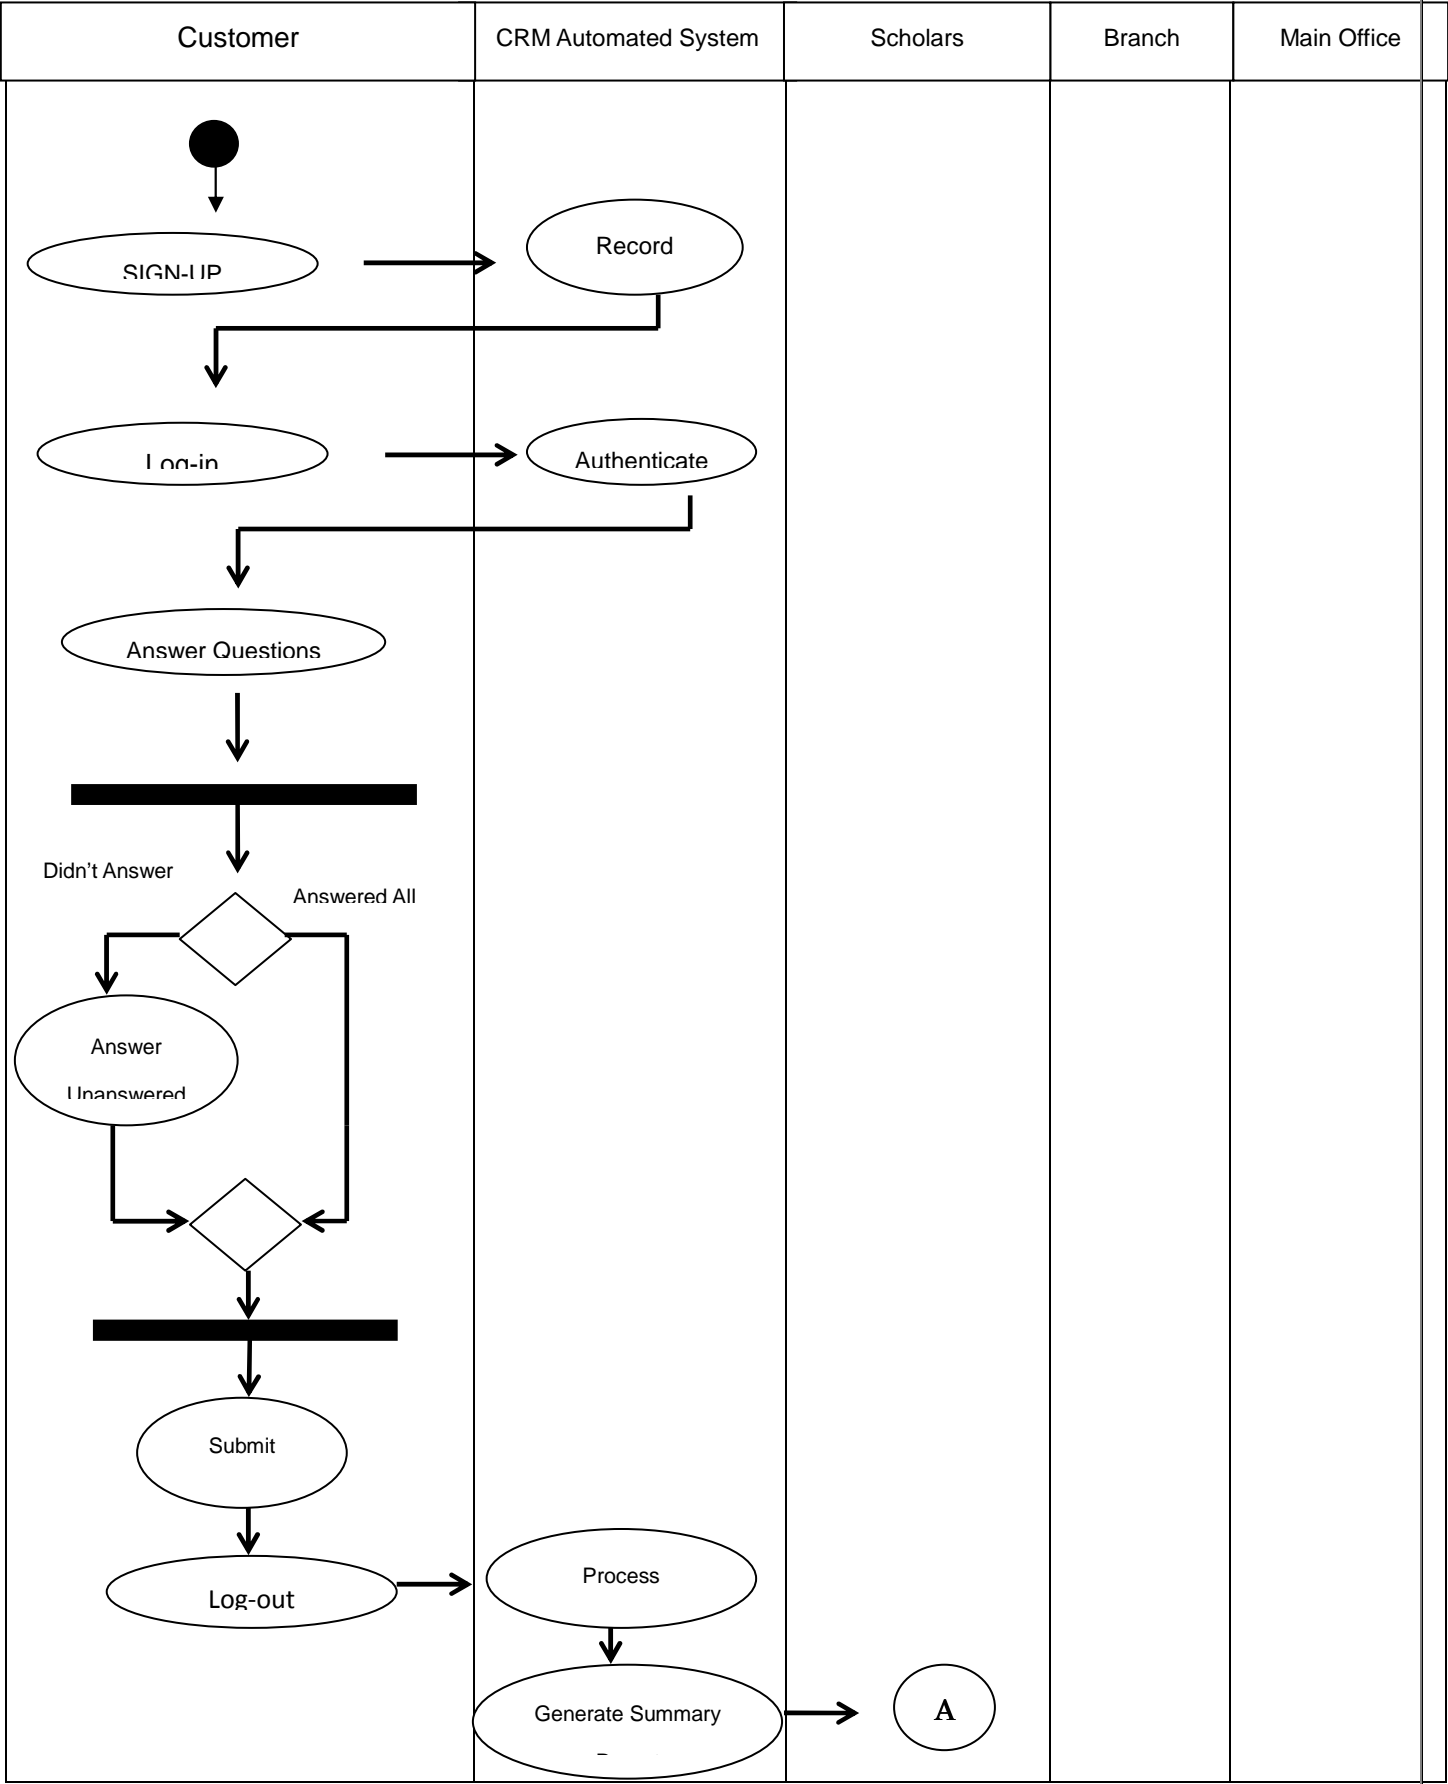 Customer
CRM Automated System
Scholars
Branch
Main Office
SIGN-UP
Record
Log-in
Authenticate
Answer Questions
Didn't Answer
Answered All
Answer
Unanswered
Submit
Log-out
Process
Generate Summary
A